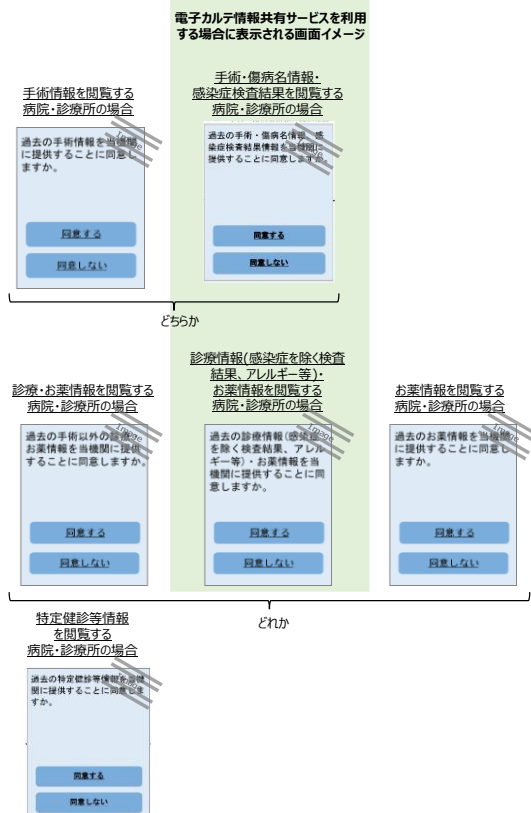 電子カルテ情報共有サービスを利用
する場合に表示される画面イメージ
手術情報を閲覧する
病院・診療所の場合
過去の手術情報を当機関
に提供することに同意し
ますか。
Image
同意する
同意しない
手術・傷病名情報・
感染症検査結果を閲覧する
病院・診療所の場合
過去の手術・傷病名情報、感
染症検査結果情報を当機関に
提供することに同意しますか。
Image
同意する
同意しない
どちらか
診療・お薬情報を閲覧する
病院・診療所の場合
過去の手術以外の診療・
お薬情報を当機関に提供
することに同意しますか。
Image
同意する
同意しない
診療情報(感染症を除く検査
結果、アレルギー等)・
お薬情報を閲覧する
病院・診療所の場合
過去の診療情報(感染症
を除く検査結果、アレル
ギー等)・お薬情報を当
機関に提供することに同
意しますか。
Image
同意する
同意しない
お薬情報を閲覧する
病院・診療所の場合
過去のお薬情報を当機関
に提供することに同意し
ますか。
Image
同意する
同意しない
どれか
特定健診等情報
を閲覧する
病院・診療所の場合
過去の特定健診等情報を当機
関に提供することに同意しま
すか。
Image
同意する
同意しない